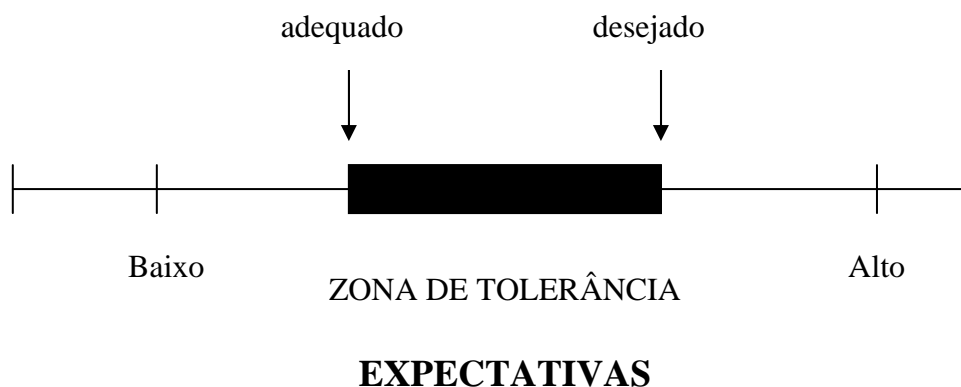 adequado desejado
Baixo Alto
ZONA DE TOLERÂNCIA
EXPECTATIVAS